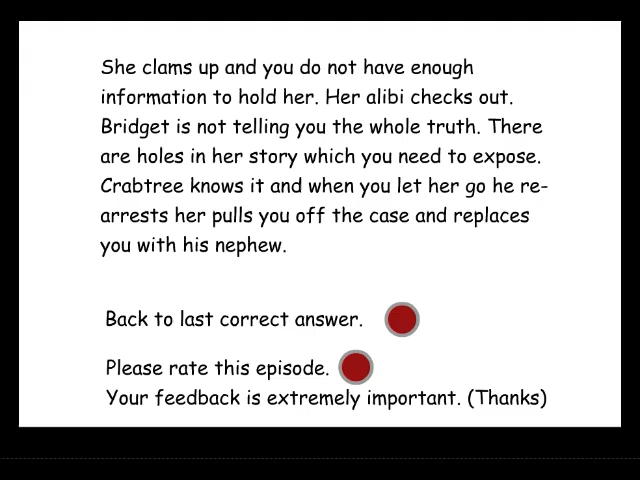 She clams up and you do not have enough
information to hold her. Her alibi checks out.
Bridget is not telling you the whole truth. There
are holes in her story which you need to expose.
Crabtree knows it and when you let her go he re-
arrests her pulls you off the case and replaces
you with his nephew.
Back to last correct answer.
Please rate this episode.
Your feedback is extremely important. (Thanks)